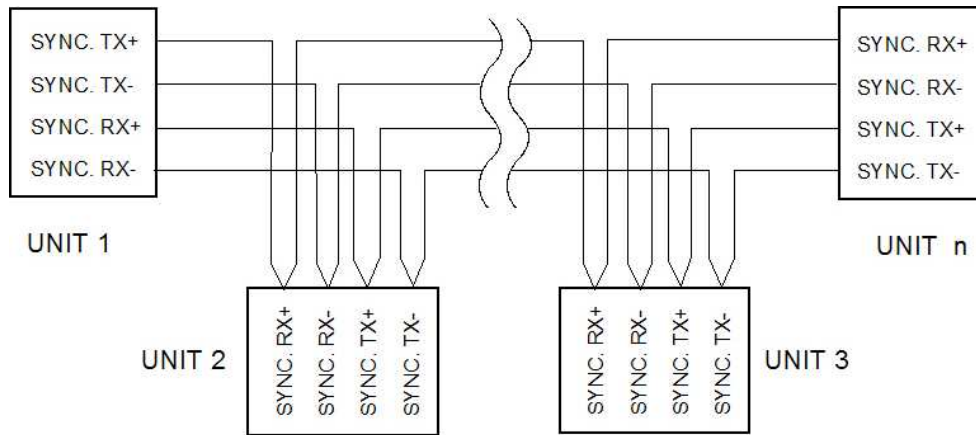 SYNC. TX+
SYNC. TX-
SYNC. RX+
SYNC. RX-
UNIT 1
SYNC. RX+
SYNC. RX-
SYNC. TX+
SYNC. TX-
UNIT n
UNIT 2
SYNC. RX+
SYNC. RX-
SYNC. TX+
SYNC. TX-
SYNC. RX+
SYNC. RX-
SYNC. TX+
SYNC. TX-
UNIT 3